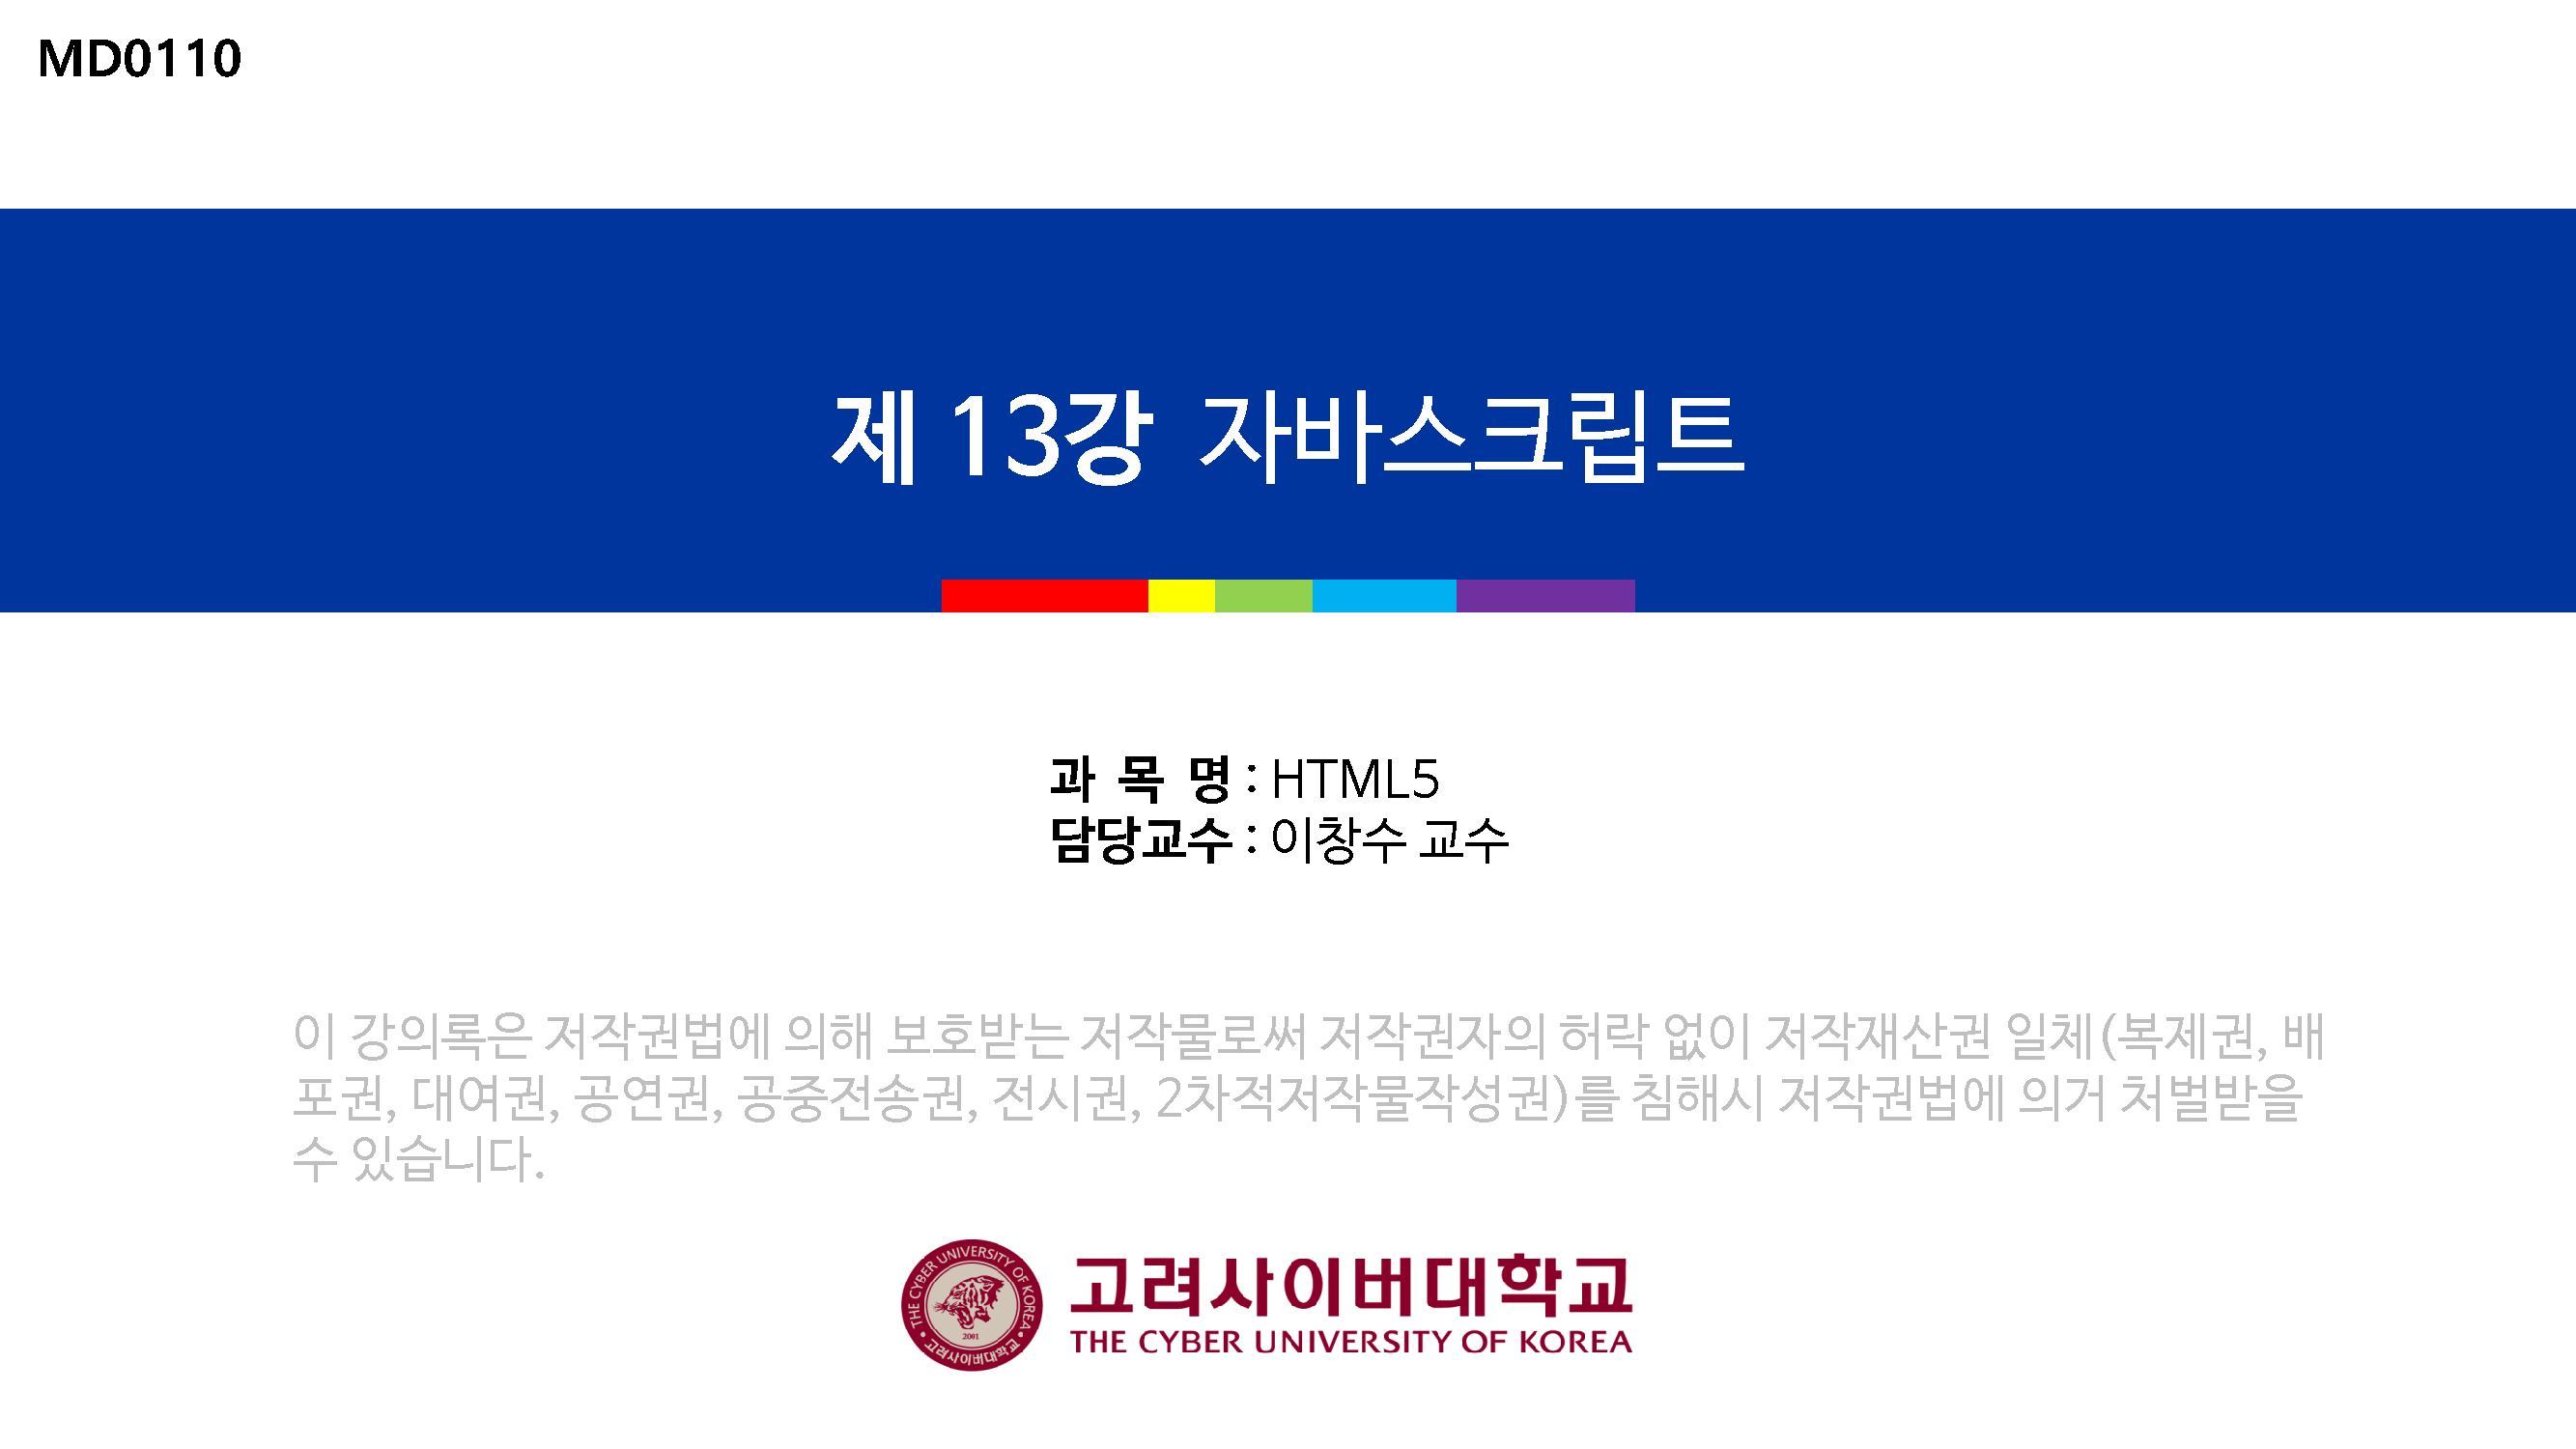 MD0110
제 13강 자바스크립트
과 목 명 : HTML5
담당교수 : 이창수 교수
이 강의록은 저작권법에 의해 보호받는 저작물로써 저작권자의 허락 없이 저작재산권 일체(복제권, 배
포권, 대여권, 공연권, 공중전송권, 전시권, 2차적저작물작성권)를 침해시 저작권법에 의거 처벌받을
수 있습니다.
THE CYBER UNIVERSITY OF KOREA
2001
고려사이버대학교
고려사이버대학교
THE CYBER UNIVERSITY OF KOREA